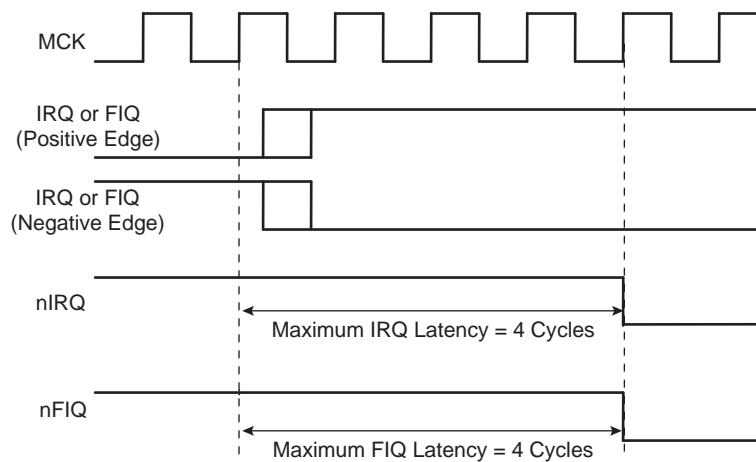 MCK
IRQ or FIQ
(Positive Edge)
IRQ or FIQ
(Negative Edge)
nIRQ
Maximum IRQ Latency = 4 Cycles
nFIQ
Maximum FIQ Latency = 4 Cycles